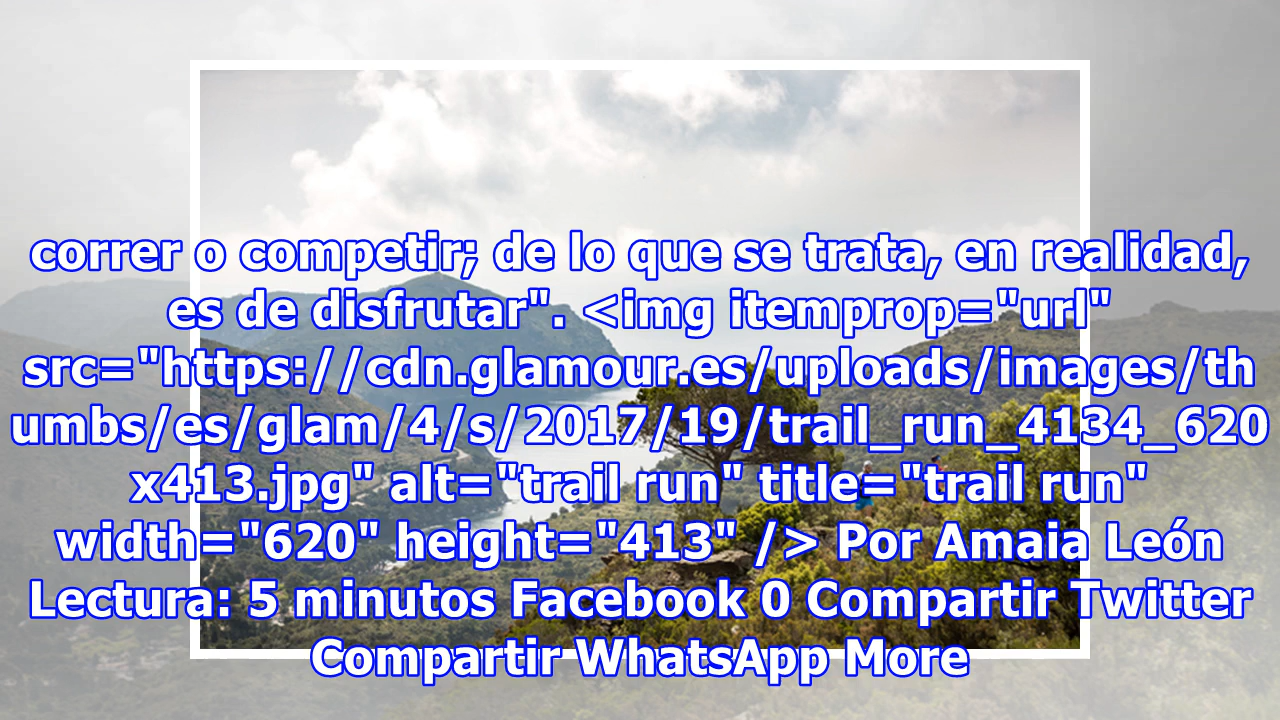 correr o competir; de lo que se trata, en realidad,
es de disfrutar". <img itemprop="url"
src="https://cdn.glamour.es/uploads/images/th
umbs/es/glam/4/s/2017/19/trail_run_4134_620
x413.jpg" alt="trail run" title="trail run"
width="620" height="413" /> Por Amaia León
Lectura: 5 minutos Facebook 0 Compartir Twitter
Compartir WhatsApp More